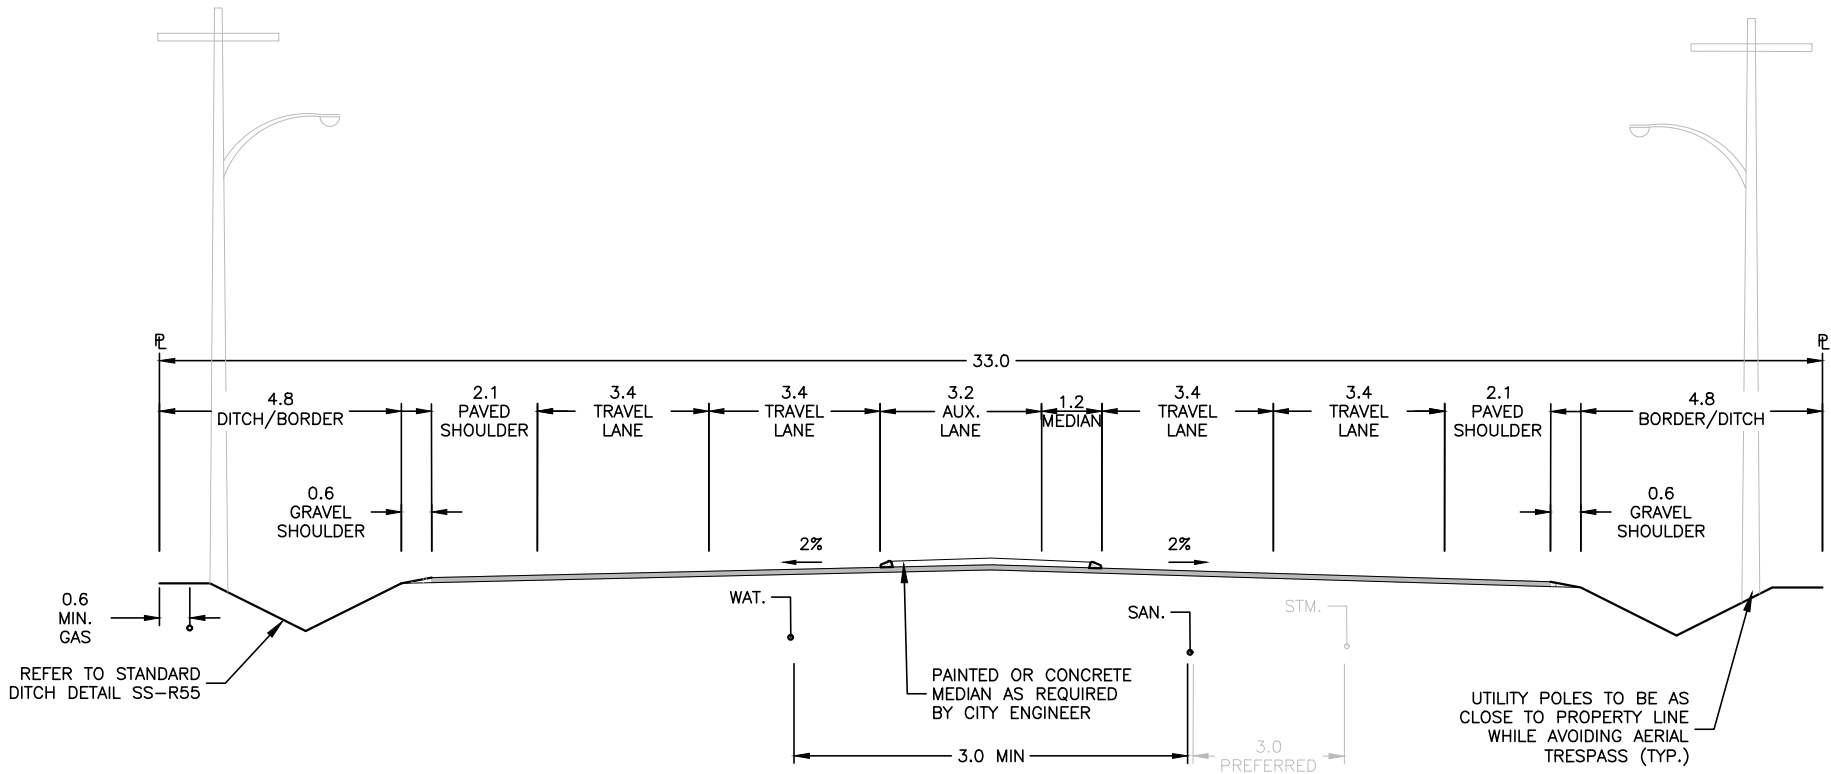 ℄
℄
33.0
4.8
DITCH/BORDER
2.1
PAVED
SHOULDER
3.4
TRAVEL
LANE
3.4
TRAVEL
LANE
3.2
AUX.
LANE
1.2
MEDIAN
3.4
TRAVEL
LANE
3.4
TRAVEL
LANE
2.1
PAVED
SHOULDER
4.8
BORDER/DITCH
0.6
GRAVEL
SHOULDER
0.6
GRAVEL
SHOULDER
2%
2%
0.6
MIN.
GAS
WAT.
SAN.
STM.
REFER TO STANDARD
DITCH DETAIL SS-R55
PAINTED OR CONCRETE
MEDIAN AS REQUIRED
BY CITY ENGINEER
UTILITY POLES TO BE AS
CLOSE TO PROPERTY LINE
WHILE AVOIDING AERIAL
TRESPASS (TYP.)
3.0 MIN
3.0
PREFERRED